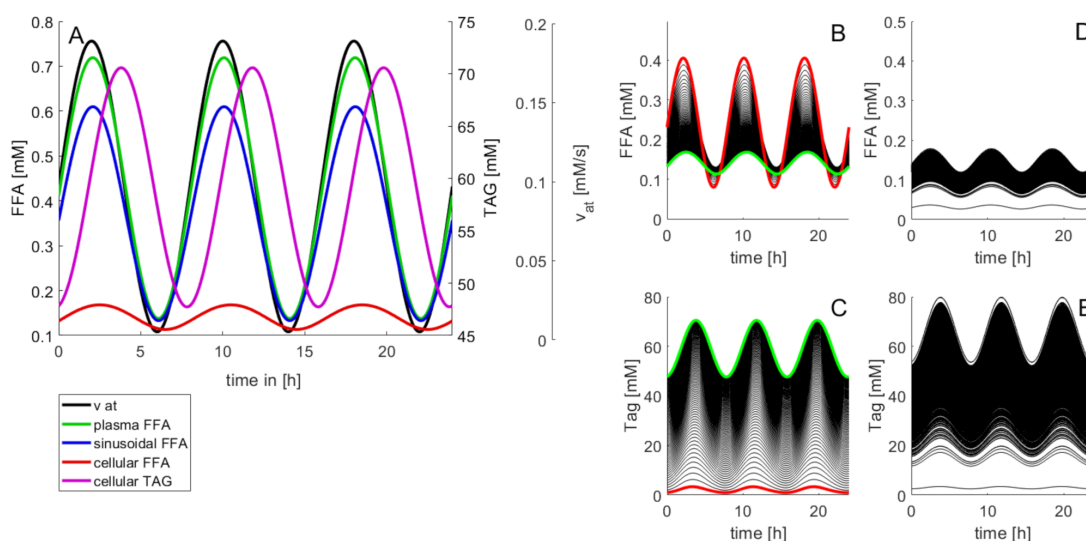 A
FFA [mM]
0.8
0.7
0.6
0.5
0.4
0.3
0.2
0.1
0 5 10 15 20
time in [h]
TAG [mM]
75
70
65
60
55
50
45
v at [mM/s]
0.2
0.15
0.1
0.05
0
v at
plasma FFA
sinusoidal FFA
cellular FFA
cellular TAG
B
FFA [mM]
0.4
0.3
0.2
0.1
0
0 10 20
time [h]
D
FFA [mM]
0.5
0.4
0.3
0.2
0.1
0
0 10 20
time [h]
C
Tag [mM]
80
60
40
20
0
0 10 20
time [h]
Tag [mM]
80
60
40
20
0
0 10 20
time [h]